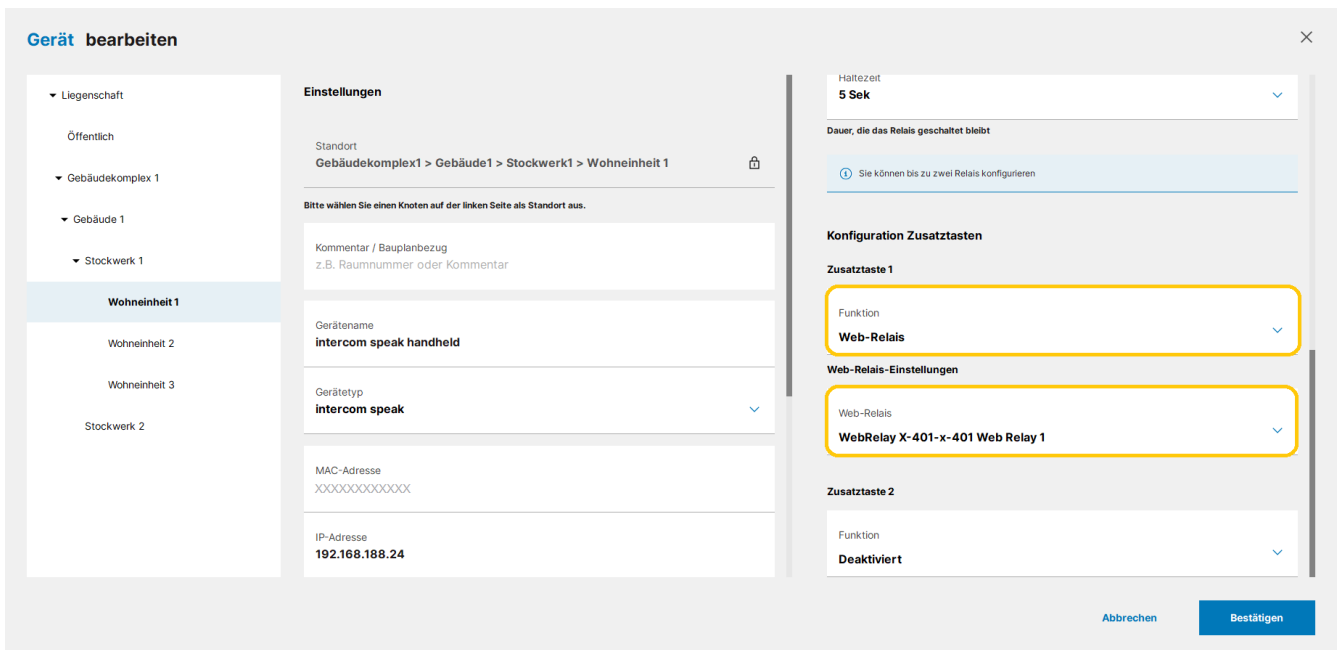 Gerät bearbeiten
Liegenschaft
Öffentlich
Gebäudekomplex 1
Gebäude 1
Stockwerk 1
Wohneinheit 1
Wohneinheit 2
Wohneinheit 3
Stockwerk 2
Einstellungen
Standort
Gebäudekomplex1 > Gebäude1 > Stockwerk1 > Wohneinheit 1
Bitte wählen Sie einen Knoten auf der linken Seite als Standort aus.
Kommentar / Bauplanbezug
z.B. Raumnummer oder Kommentar
Gerätename
intercom speak handheld
Gerätetyp
intercom speak
MAC-Adresse
XXXXXXXXXXXX
IP-Adresse
192.168.188.24
Haltezeit
5 Sek
Dauer, die das Relais geschaltet bleibt
Sie können bis zu zwei Relais konfigurieren
Konfiguration Zusatztasten
Zusatztaste 1
Funktion
Web-Relais
Web-Relais-Einstellungen
Web-Relais
WebRelay X-401-x-401 Web Relay 1
Zusatztaste 2
Funktion
Deaktiviert
Abbrechen
Bestätigen